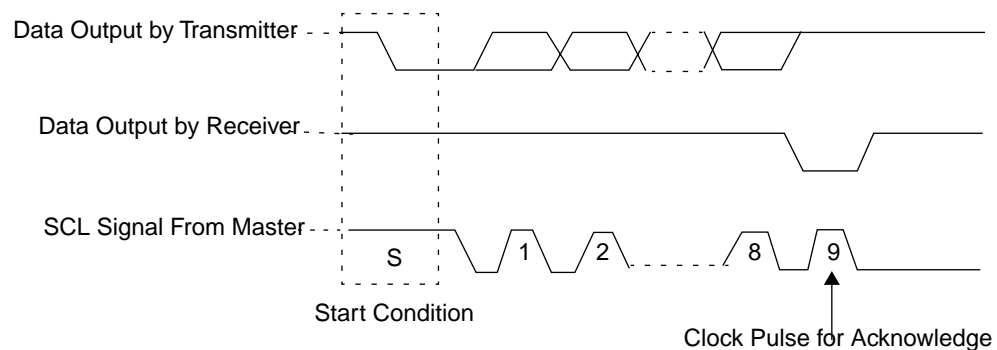 Data Output by Transmitter
Data Output by Receiver
SCL Signal From Master
S
1
2
8
9
Start Condition
Clock Pulse for Acknowledge